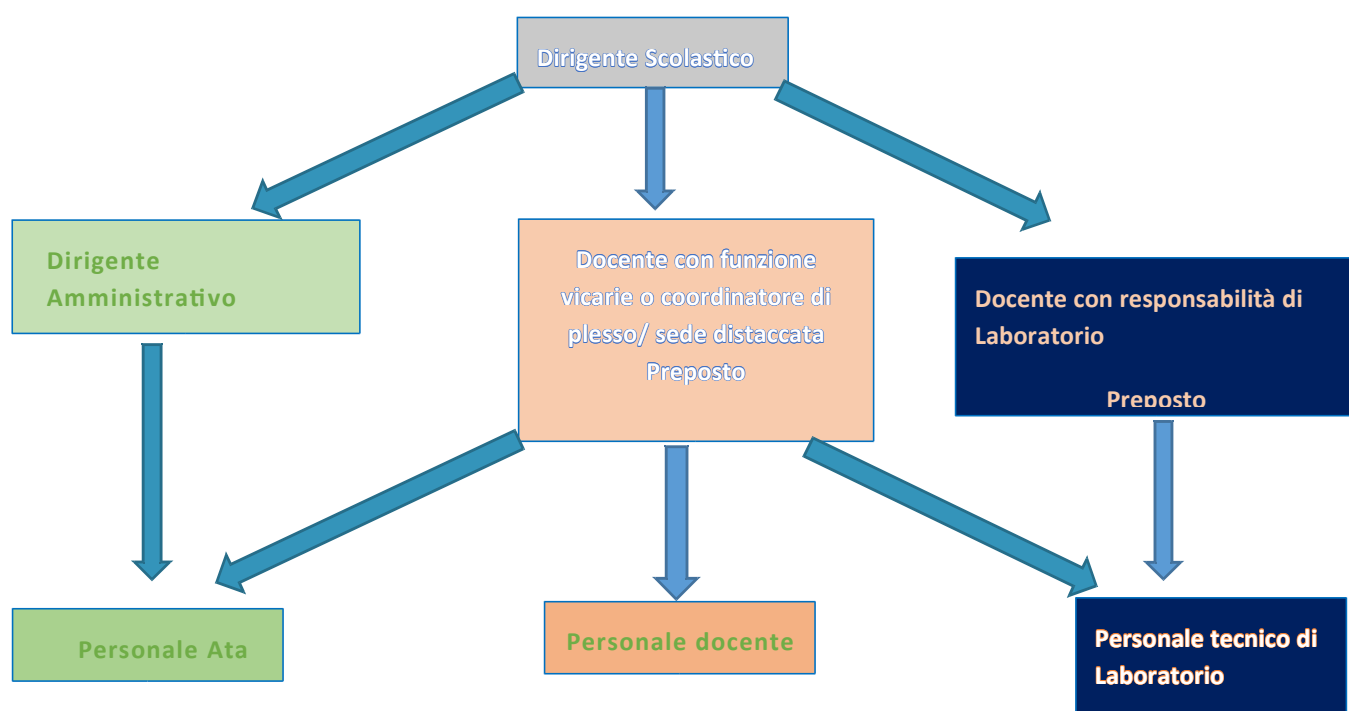 Dirigente Scolastico
Dirigente
Amministrativo
Docente con funzione
vicarie o coordinatore di
plesso/ sede distaccata
Preposto
Docente con responsabilità di
Laboratorio
Preposto
Personale Ata
Personale docente
Personale tecnico di
Laboratorio